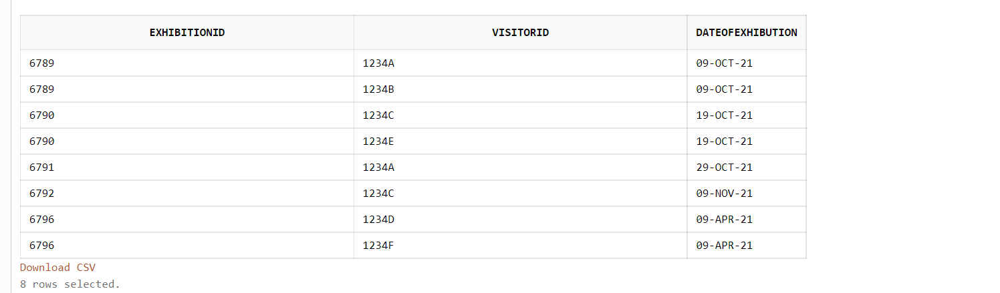 EXHIBITIONID VISITORID DATEOFEXHIBUTION
6789 1234A 09-OCT-21
6789 1234B 09-OCT-21
6790 1234C 19-OCT-21
6790 1234E 19-OCT-21
6791 1234A 29-OCT-21
6792 1234C 09-NOV-21
6796 1234D 09-APR-21
6796 1234F 09-APR-21
Download CSV
8 rows selected.